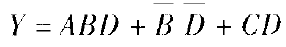 Y = ABD + B̅ D̅ + CD